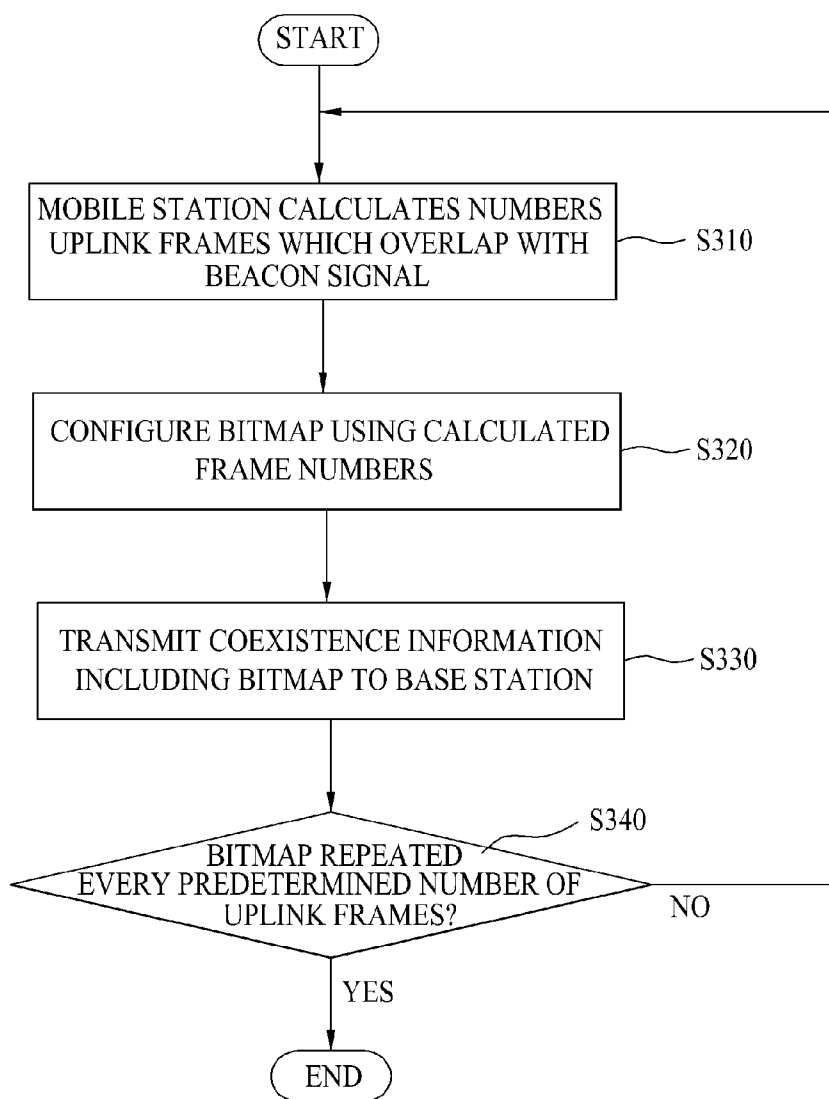 START
MOBILE STATION CALCULATES NUMBERS
UPLINK FRAMES WHICH OVERLAP WITH
BEACON SIGNAL
S310
CONFIGURE BITMAP USING CALCULATED
FRAME NUMBERS
S320
TRANSMIT COEXISTENCE INFORMATION
INCLUDING BITMAP TO BASE STATION
S330
S340
BITMAP REPEATED
EVERY PREDETERMINED NUMBER OF
UPLINK FRAMES?
NO
YES
END